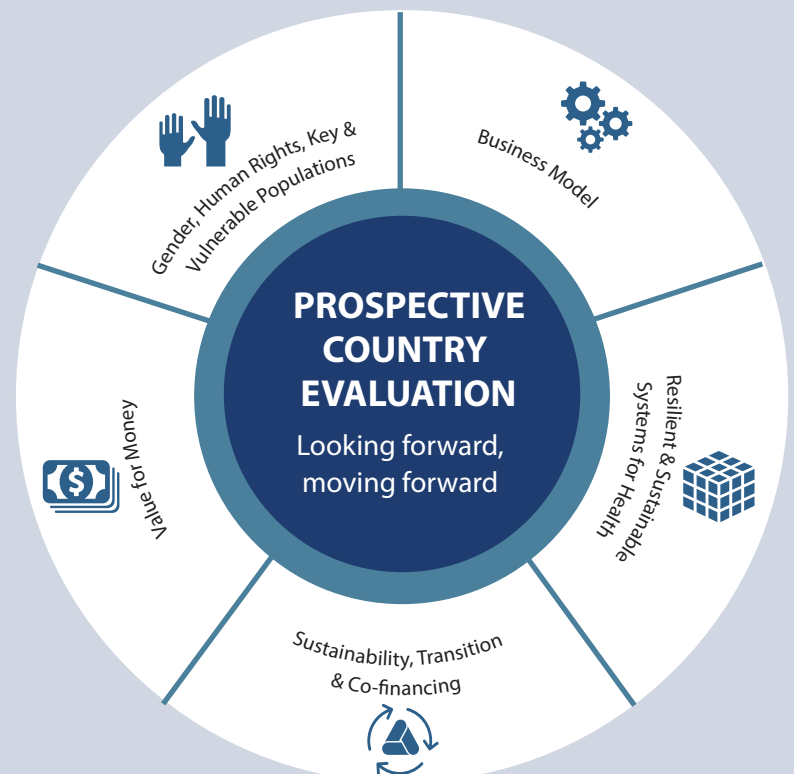 PROSPECTIVE
COUNTRY
EVALUATION
Looking forward,
moving forward
Business Model
Resilient & Sustainable
Systems for Health
Sustainability, Transition
& Co-financing
Value for Money
Gender, Human Rights, Key &
Vulnerable Populations
$